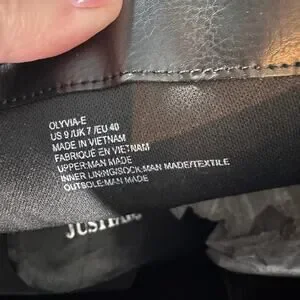 OLYVIA-E
US 9 /UK 7 /EU 40
MADE IN VIETNAM
FABRIQUÉ EN VIETNAM
UPPER:MAN MADE
INNER LINING/SOCK:MAN MADE/TEXTILE
OUTSOLE:MAN MADE